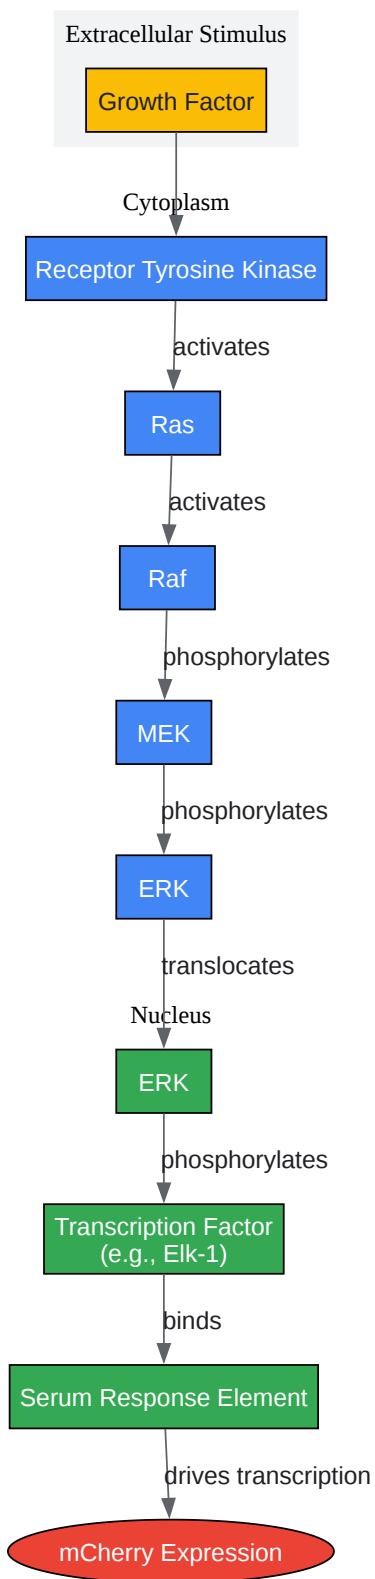 Extracellular Stimulus
Growth Factor
Cytoplasm
Receptor Tyrosine Kinase
activates
Ras
activates
Raf
phosphorylates
MEK
phosphorylates
ERK
translocates
Nucleus
ERK
phosphorylates
Transcription Factor
(e.g., Elk-1)
binds
Serum Response Element
drives transcription
mCherry Expression